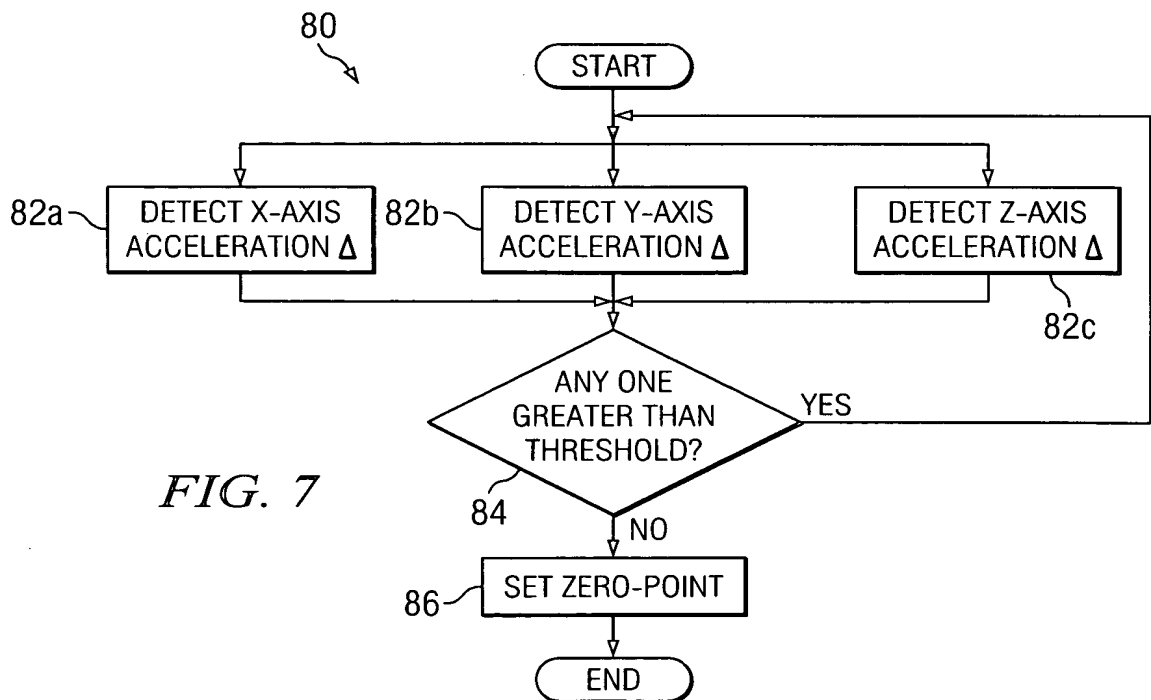 80
START
82a
DETECT X-AXIS
ACCELERATION Δ
82b
DETECT Y-AXIS
ACCELERATION Δ
DETECT Z-AXIS
ACCELERATION Δ
82c
ANY ONE
GREATER THAN
THRESHOLD?
YES
84
FIG. 7
NO
86
SET ZERO-POINT
END